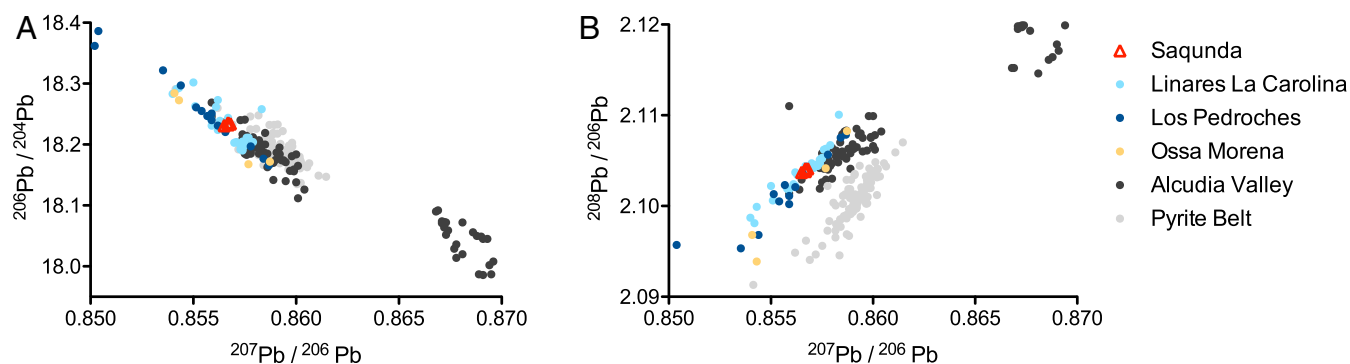 A
18.4
18.3
18.2
18.1
18.0
206Pb / 204Pb
0.850
0.855
0.860
0.865
0.870
207Pb / 206 Pb
B
2.12
2.11
2.10
2.09
208Pb / 206Pb
0.850
0.855
0.860
0.865
0.870
207Pb / 206 Pb
Saqunda
Linares La Carolina
Los Pedroches
Ossa Morena
Alcudia Valley
Pyrite Belt